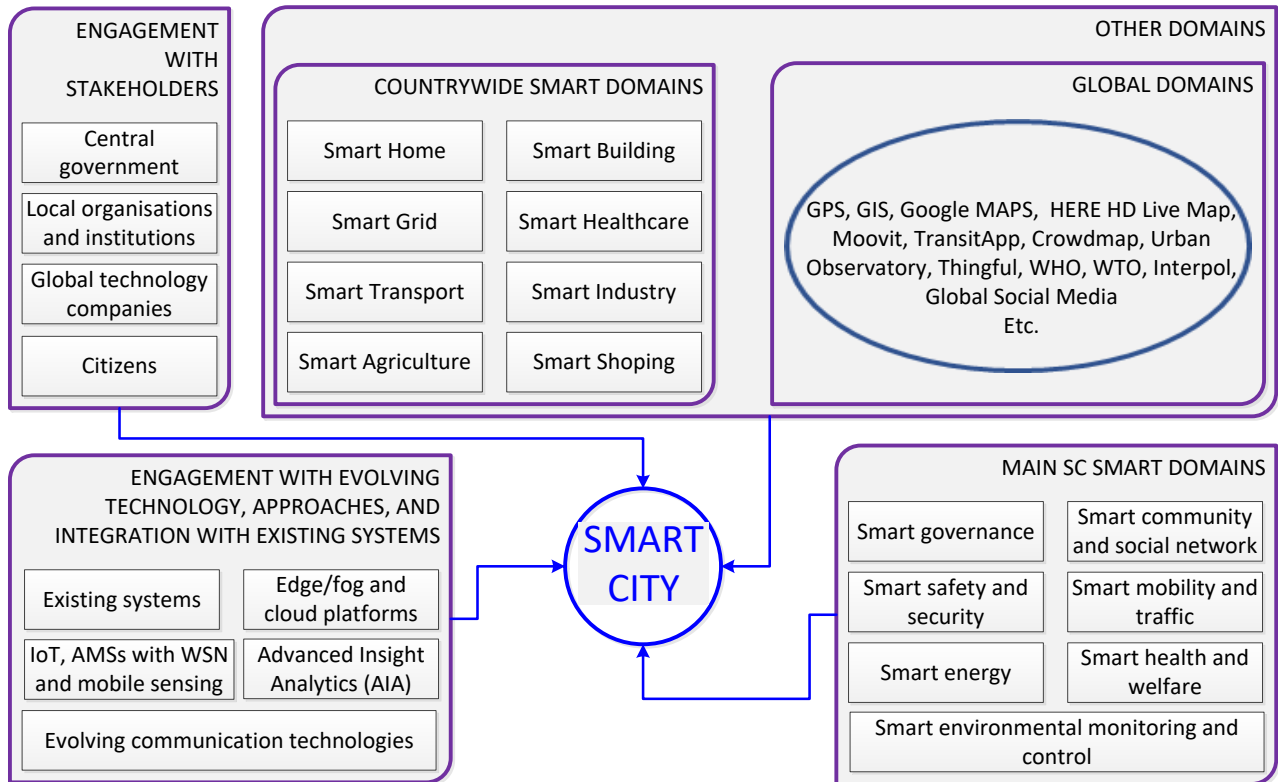 ENGAGEMENT
WITH
STAKEHOLDERS
Central
government
Local organisations
and institutions
Global technology
companies
Citizens
OTHER DOMAINS
COUNTRYWIDE SMART DOMAINS
Smart Home
Smart Building
Smart Grid
Smart Healthcare
Smart Transport
Smart Industry
Smart Agriculture
Smart Shoping
GLOBAL DOMAINS
GPS, GIS, Google MAPS, HERE HD Live Map,
Moovit, TransitApp, Crowdmap, Urban
Observatory, Thingful, WHO, WTO, Interpol,
Global Social Media
Etc.
ENGAGEMENT WITH EVOLVING
TECHNOLOGY, APPROACHES, AND
INTEGRATION WITH EXISTING SYSTEMS
Existing systems
Edge/fog and
cloud platforms
IoT, AMSs with WSN
and mobile sensing
Advanced Insight
Analytics (AIA)
Evolving communication technologies
SMART
CITY
MAIN SC SMART DOMAINS
Smart governance
Smart community
and social network
Smart safety and
security
Smart mobility and
traffic
Smart energy
Smart health and
welfare
Smart environmental monitoring and
control